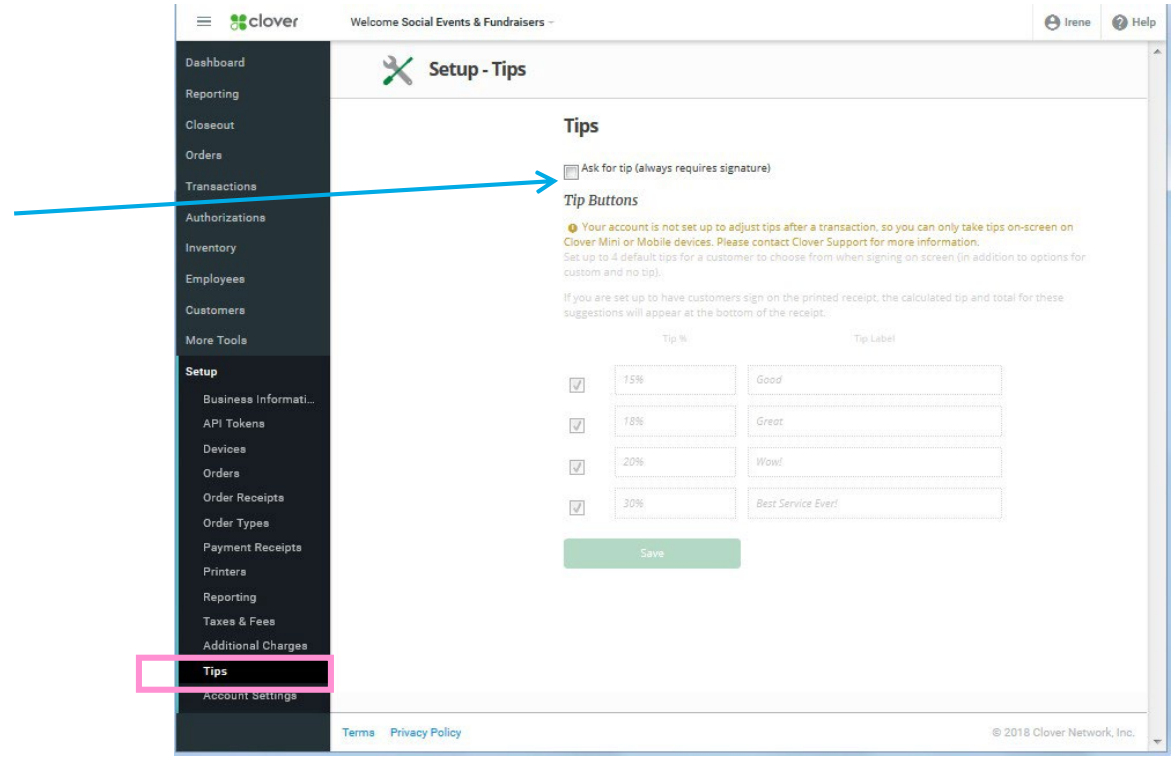 clover
Welcome Social Events & Fundraisers
Irene
Help
Dashboard
Reporting
Closeout
Orders
Transactions
Authorizations
Inventory
Employees
Customers
More Tools
Setup
Business Informati...
API Tokens
Devices
Orders
Order Receipts
Order Types
Payment Receipts
Printers
Reporting
Taxes & Fees
Additional Charges
Tips
Account Settings
Setup - Tips
Tips
Ask for tip (always requires signature)
Tip Buttons
Your account is not set up to adjust tips after a transaction, so you can only take tips on-screen on
Clover Mini or Mobile devices. Please contact Clover Support for more information.
Set up to 4 default tips for a customer to choose from when signing on screen (in addition to options for
custom and no tip).
If you are set up to have customers sign on the printed receipt, the calculated tip and total for these
suggestions will appear at the bottom of the receipt.
Tip % Tip Label
15% Good
18% Great
20% Wow!
30% Best Service Ever!
Save
Terms Privacy Policy
© 2018 Clover Network, Inc.